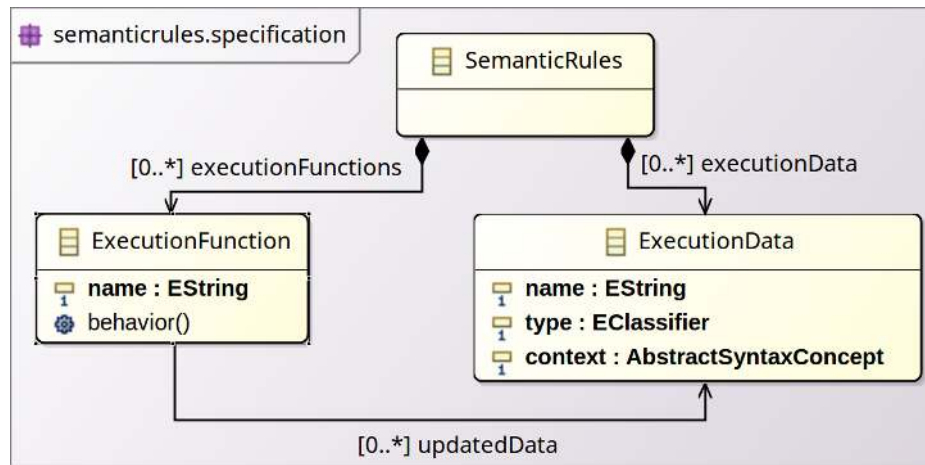 semanticrules.specification
SemanticRules
[0..*] executionFunctions
[0..*] executionData
ExecutionFunction
name : EString
behavior()
ExecutionData
name : EString
type : EClassifier
context : AbstractSyntaxConcept
[0..*] updatedData